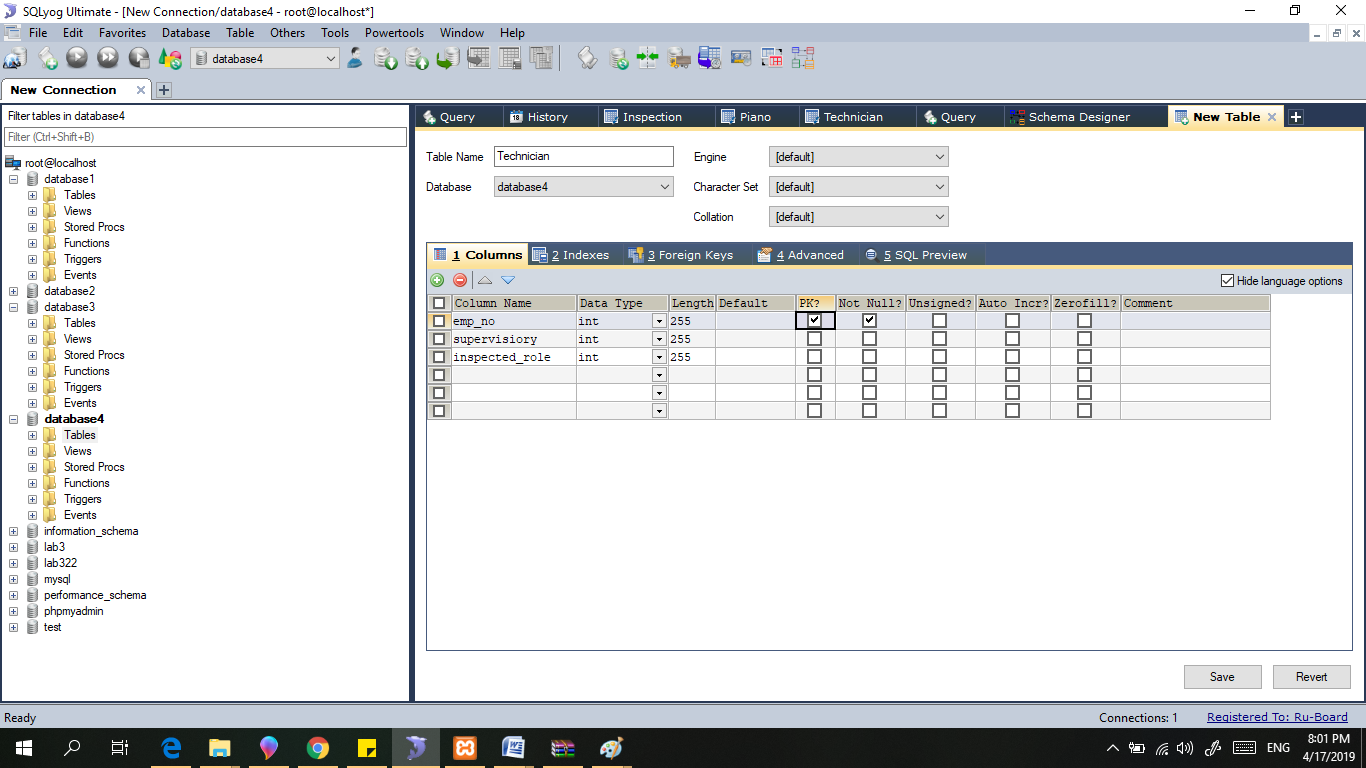 SQLyog Ultimate - [New Connection/database4 - root@localhost*]
File Edit Favorites Database Table Others Tools Powertools Window Help
database4
New Connection
Filter tables in database4
Filter (Ctrl+Shift+B)
root@localhost
database1
Tables
Views
Stored Procs
Functions
Triggers
Events
database2
database3
Tables
Views
Stored Procs
Functions
Triggers
Events
database4
Tables
Views
Stored Procs
Functions
Triggers
Events
information_schema
lab3
lab322
mysql
performance_schema
phpmyadmin
test
Query History Inspection Piano Technician Query Schema Designer New Table
Table Name Technician Engine [default]
Database database4 Character Set [default]
Collation [default]
1 Columns 2 Indexes 3 Foreign Keys 4 Advanced 5 SQL Preview
Hide language options
Column Name Data Type Length Default PK? Not Null? Unsigned? Auto Incr? Zerofill? Comment
emp_no int 255
supervisiory int 255
inspected_role int 255
Save Revert
Ready Connections: 1 Registered To: Ru-Board
ENG 8:01 PM
4/17/2019